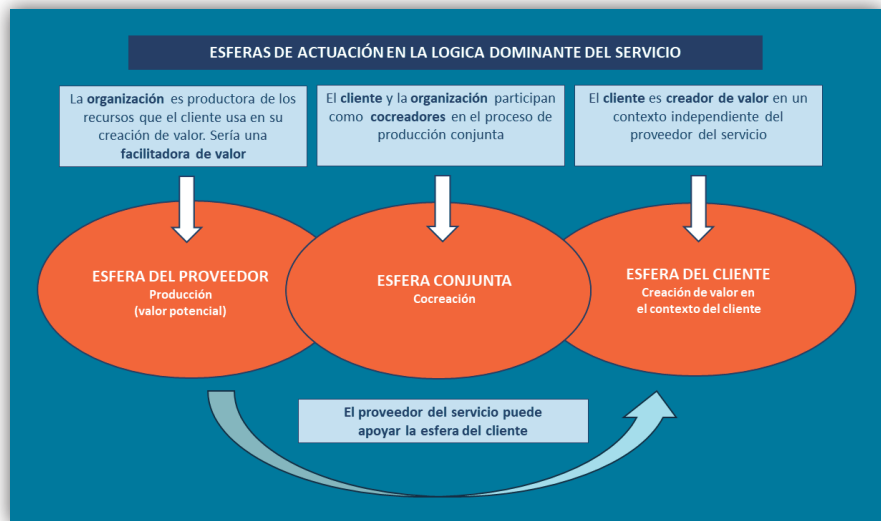 ESFERAS DE ACTUACIÓN EN LA LOGICA DOMINANTE DEL SERVICIO
La organización es productora de los
recursos que el cliente usa en su
creación de valor. Sería una
facilitadora de valor
El cliente y la organización participan
como cocreadores en el proceso de
producción conjunta
El cliente es creador de valor en un
contexto independiente del
proveedor del servicio
ESFERA DEL PROVEEDOR
Producción
(valor potencial)
ESFERA CONJUNTA
Cocreación
ESFERA DEL CLIENTE
Creación de valor en
el contexto del cliente
El proveedor del servicio puede
apoyar la esfera del cliente